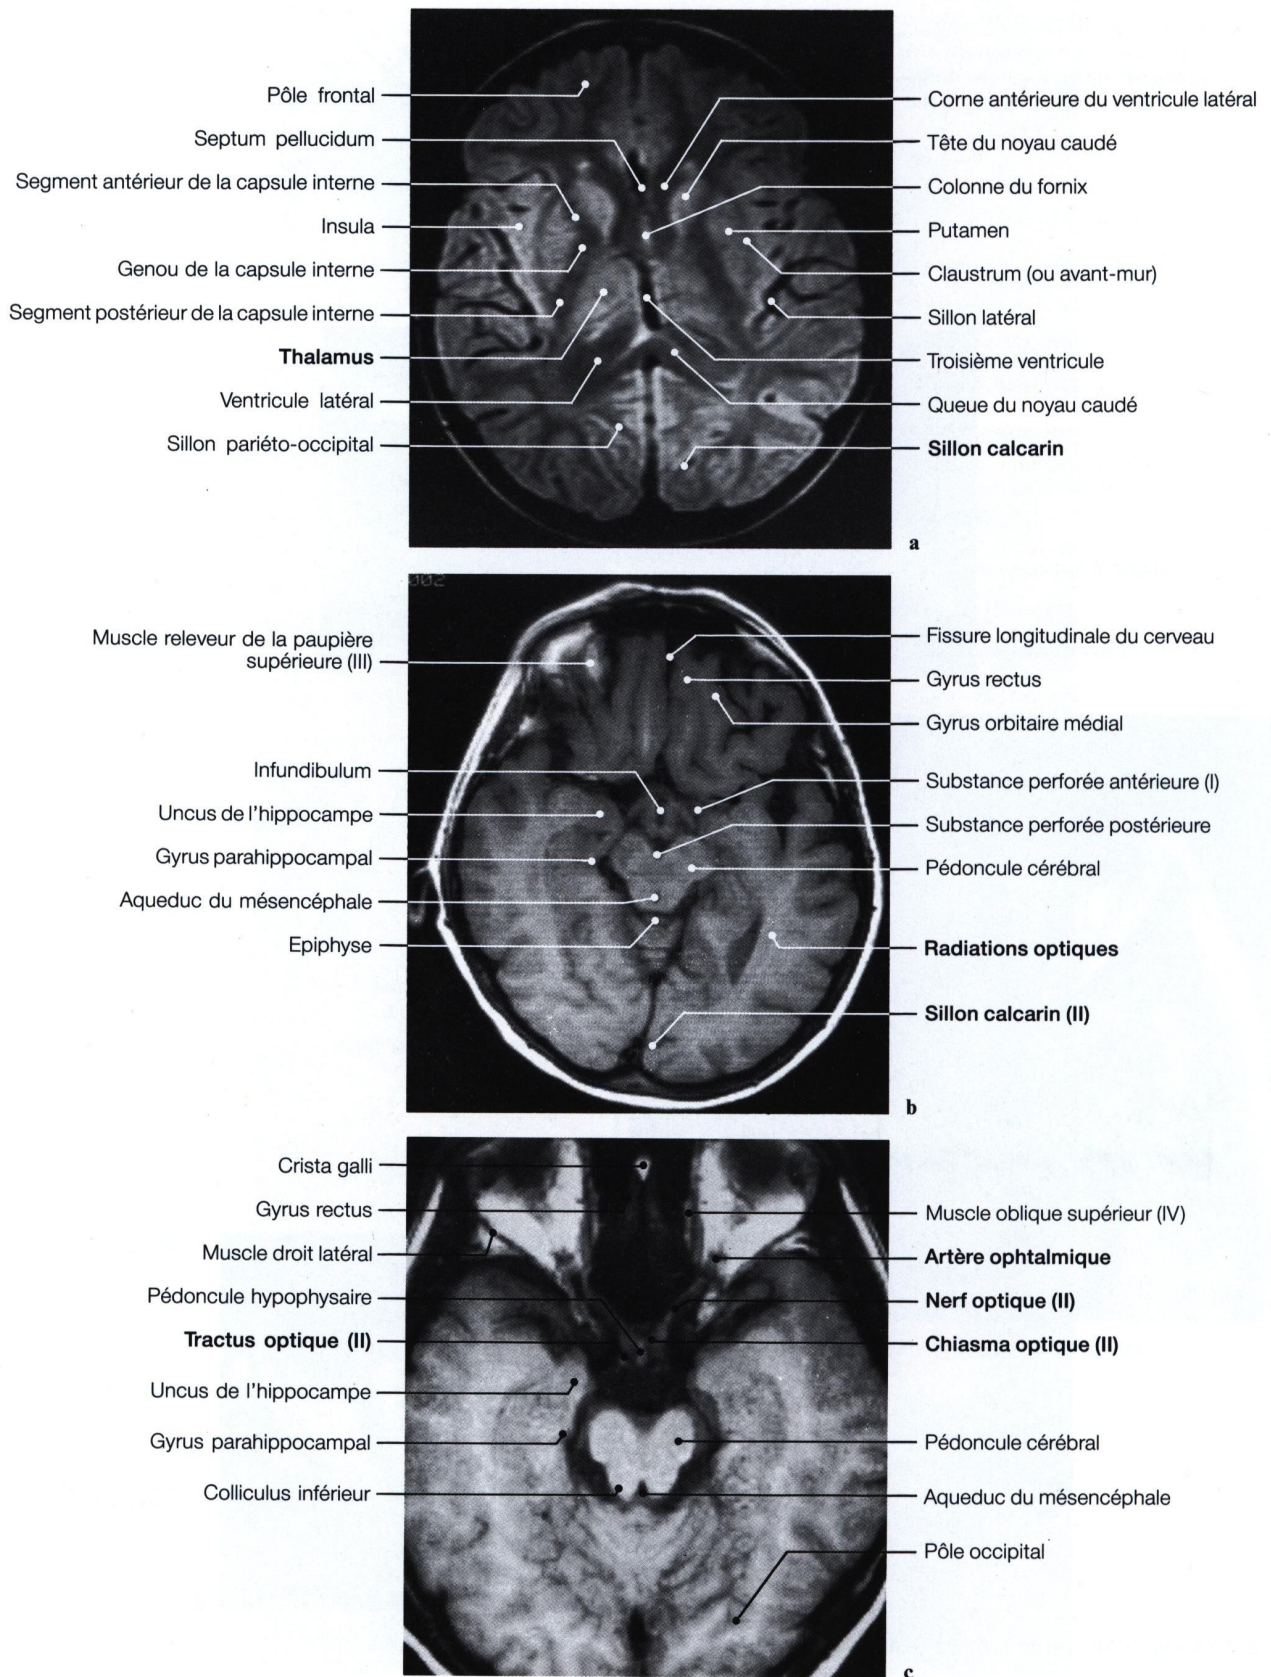 Pôle frontal
Septum pellucidum
Segment antérieur de la capsule interne
Insula
Genou de la capsule interne
Segment postérieur de la capsule interne
Thalamus
Ventricule latéral
Sillon pariéto-occipital
Corne antérieure du ventricule latéral
Tête du noyau caudé
Colonne du fornix
Putamen
Claustrum (ou avant-mur)
Sillon latéral
Troisième ventricule
Queue du noyau caudé
Sillon calcarin
a
002
Muscle releveur de la paupière
supérieure (III)
Infundibulum
Uncus de l'hippocampe
Gyrus parahippocampal
Aqueduc du mésencéphale
Epiphyse
Fissure longitudinale du cerveau
Gyrus rectus
Gyrus orbitaire médial
Substance perforée antérieure (I)
Substance perforée postérieure
Pédoncule cérébral
Radiations optiques
Sillon calcarin (II)
b
Crista galli
Gyrus rectus
Muscle droit latéral
Pédoncule hypophysaire
Tractus optique (II)
Uncus de l'hippocampe
Gyrus parahippocampal
Colliculus inférieur
Muscle oblique supérieur (IV)
Artère ophtalmique
Nerf optique (II)
Chiasma optique (II)
Pédoncule cérébral
Aqueduc du mésencéphale
Pôle occipital
c